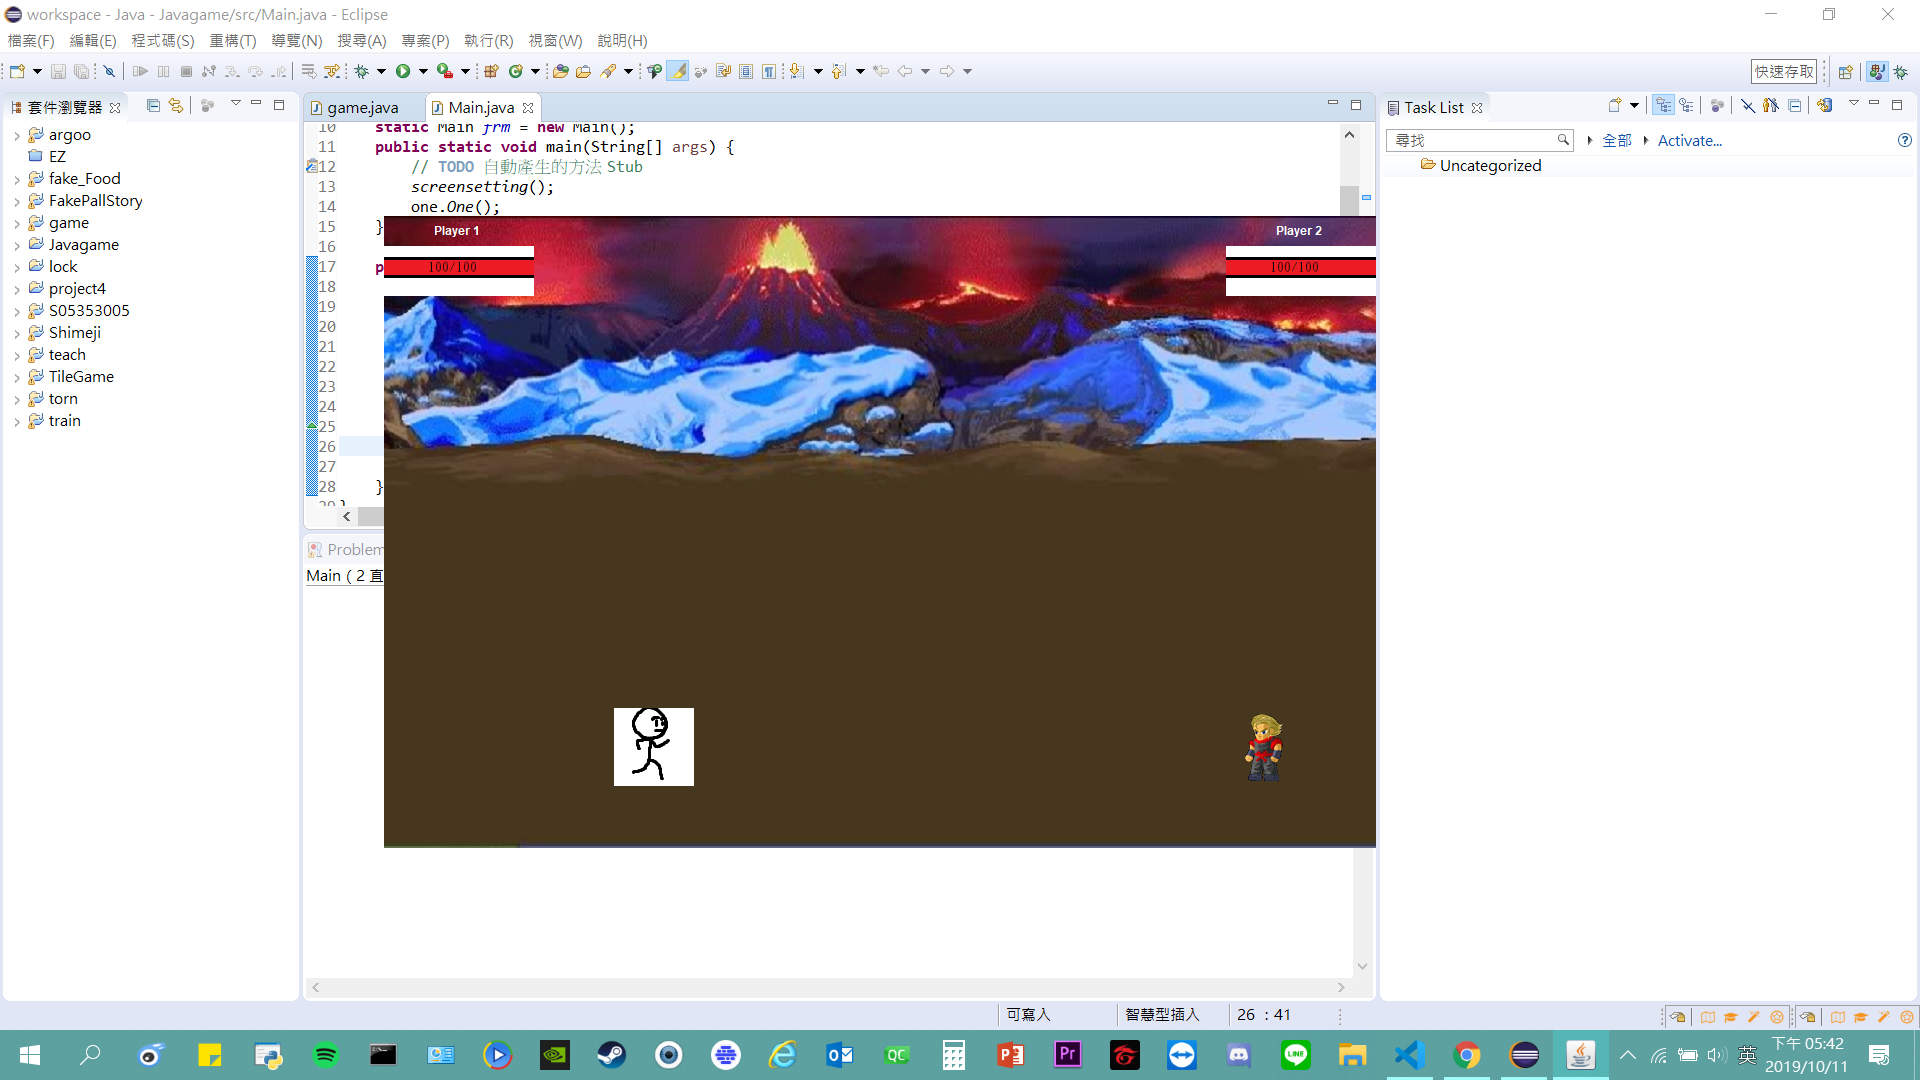 workspace - Java - Javagame/src/Main.java - Eclipse
檔案(F) 編輯(E) 程式碼(S) 重構(T) 導覽(N) 搜尋(A) 專案(P) 執行(R) 視窗(W) 說明(H)
快速存取
套件瀏覽器
argoo
EZ
fake_Food
FakePallStory
game
Javagame
lock
project4
S05353005
Shimeji
teach
TileGame
torn
train
game.java Main.java
10 static Main frm = new Main();
11 public static void main(String[] args) {
12 // TODO 自動產生的方法 Stub
13 screensetting();
14 one.One();
15 }
16
17 p
18
19
20
21
22
23
24
25
26
27
28 }
29 }
Player 1
100/100
Player 2
100/100
Problem
Main ( 2 直
Task List
尋找
全部
Activate...
Uncategorized
可寫入
智慧型插入
26 : 41
QC
Pr
LINE
英
下午 05:42
2019/10/11